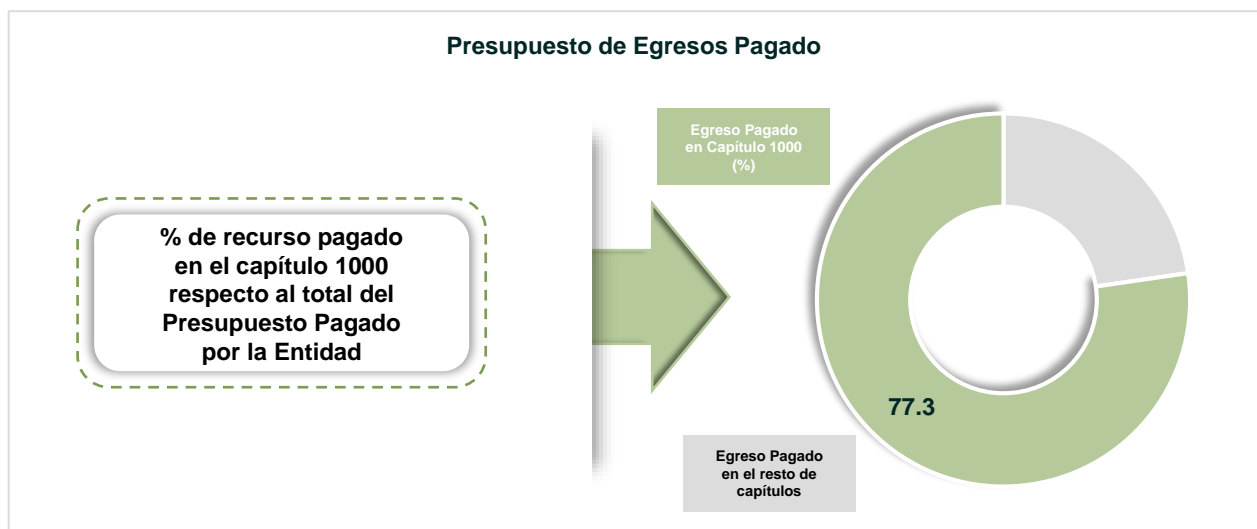 Presupuesto de Egresos Pagado
Egreso Pagado
en Capítulo 1000
(%)
% de recurso pagado
en el capítulo 1000
respecto al total del
Presupuesto Pagado
por la Entidad
77.3
Egreso Pagado
en el resto de
capítulos